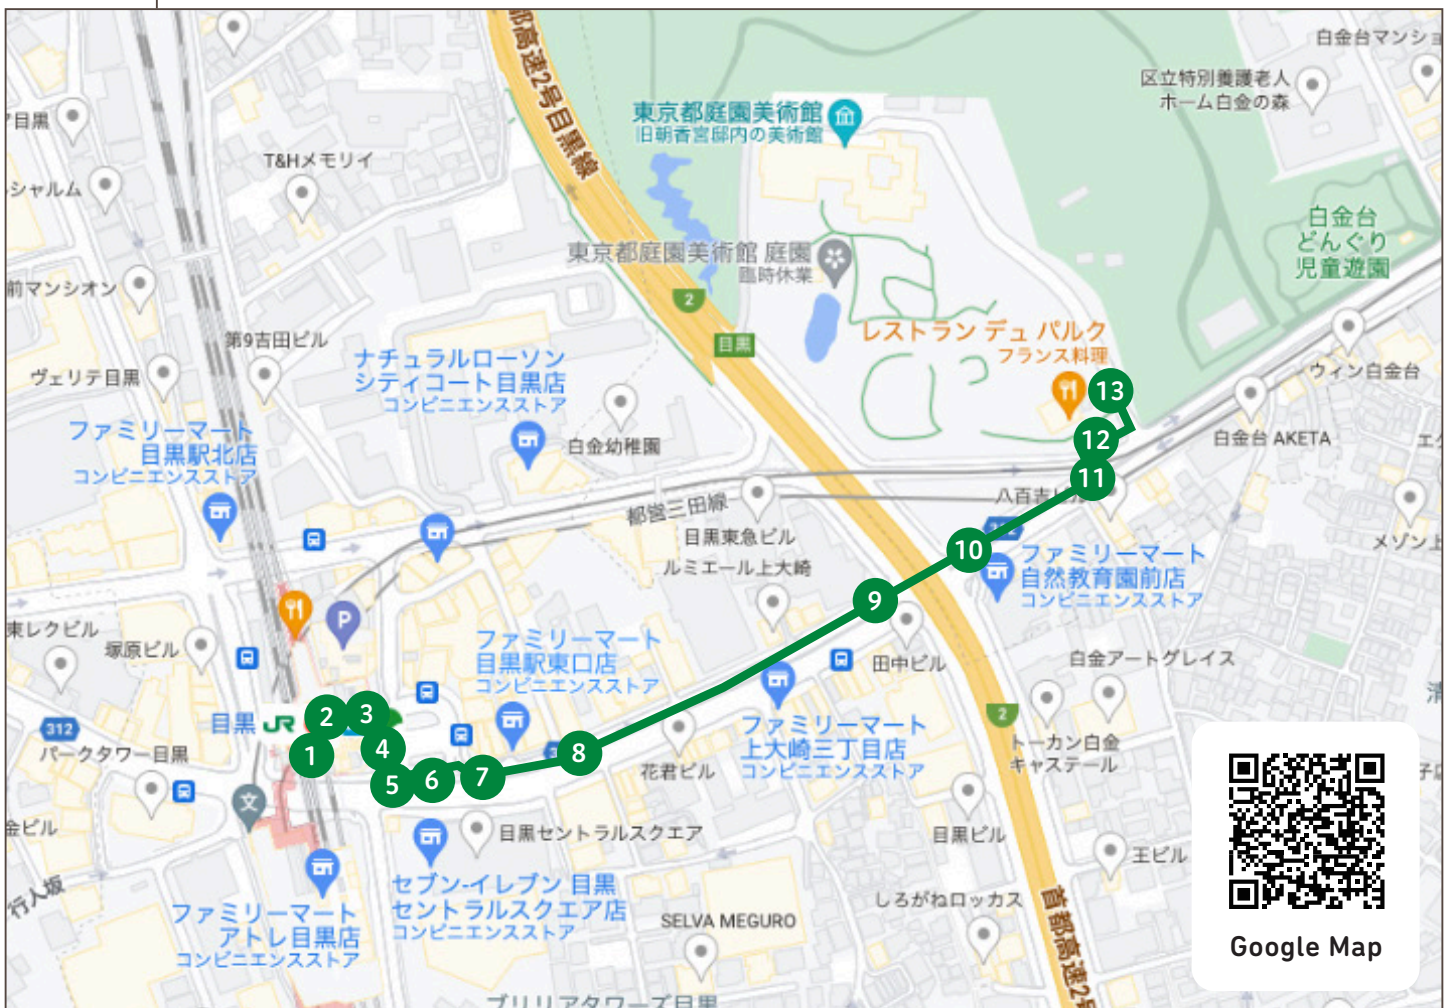 都高速2号目黒線
白金台マンショ
区立特別養護老人
ホーム白金の森
東京都庭園美術館
旧朝香宮邸内の美術館
目黒
T&Hメモリイ
シャルム
白金台
どんぐり
児童遊園
東京都庭園美術館 庭園
臨時休業
前マンシオン
2
第9吉田ビル
目黒
レストラン デュ パルク
フランス料理
ナチュラルローソン
シティコート目黒店
コンビニエンスストア
ヴェリテ目黒
ウィン白金台
13
ファミリーマート
目黒駅北店
コンビニエンスストア
白金幼稚園
12
白金台 AKETA
11
八百吉ビル
都営三田線
目黒東急ビル
10
メゾン上
ルミエール上大崎
ファミリーマート
自然教育園前店
コンビニエンスストア
9
P
東レクビル
塚原ビル
ファミリーマート
目黒駅東口店
コンビニエンスストア
田中ビル
白金アートグレイス
清
目黒 JR
2
3
2
312
1
4
パークタワー目黒
8
ファミリーマート
上大崎三丁目店
コンビニエンスストア
トーカン白金
キャステール
花君ビル
5
6
7
文
金ビル
目黒セントラルスクエア
目黒ビル
王ビル
行人坂
セブン-イレブン 目黒
セントラルスクエア店
コンビニエンスストア
しろがねロッカス
ファミリーマート
アトレ目黒店
コンビニエンスストア
SELVA MEGURO
首都高速2号
Google Map
ブリリアタワーズ目黒